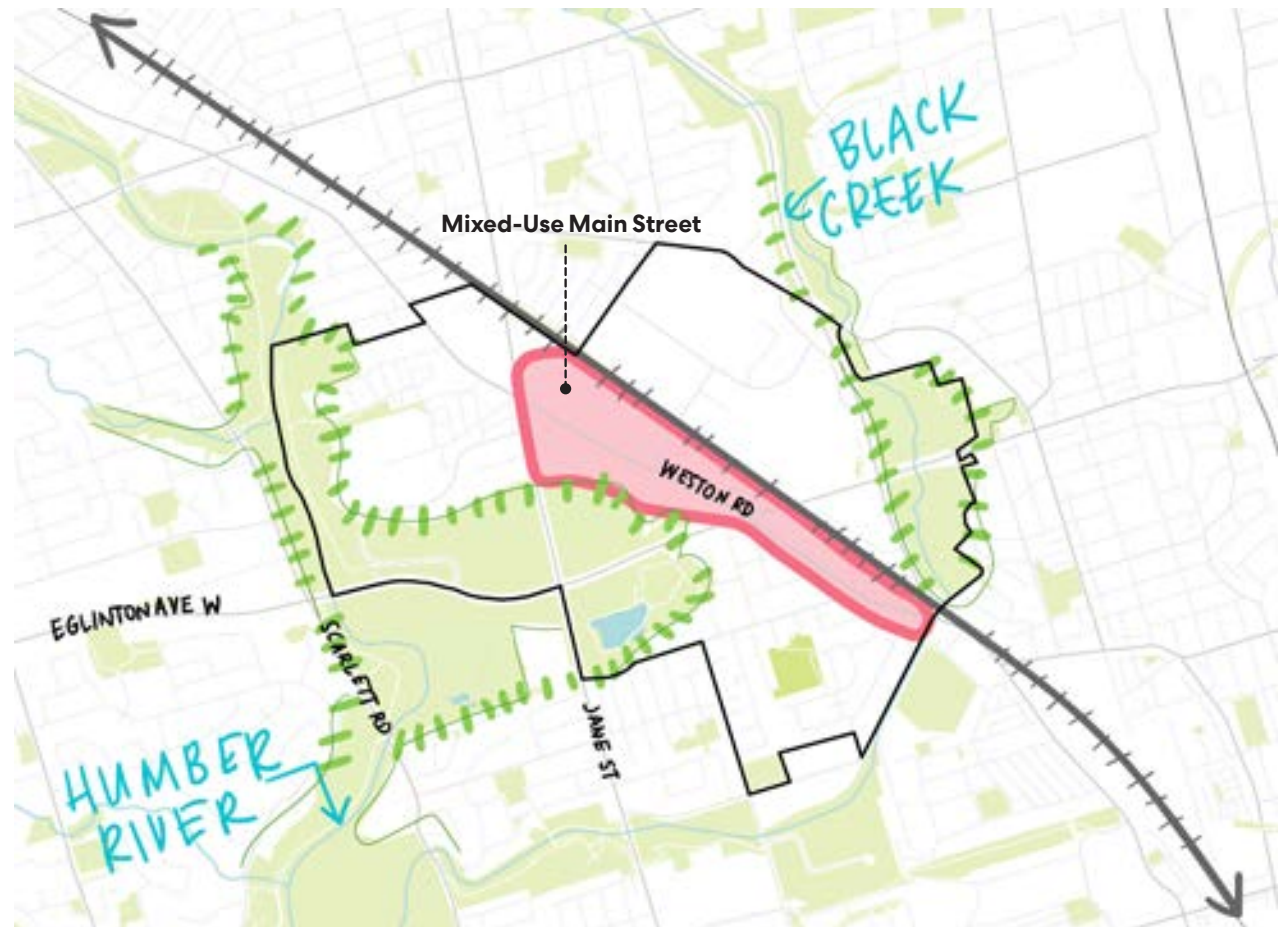 BLACK
CREEK
Mixed-Use Main Street
WESTON RD
EGLINTON AVE W
SCARLETT RD
JANE ST
HUMBER
RIVER